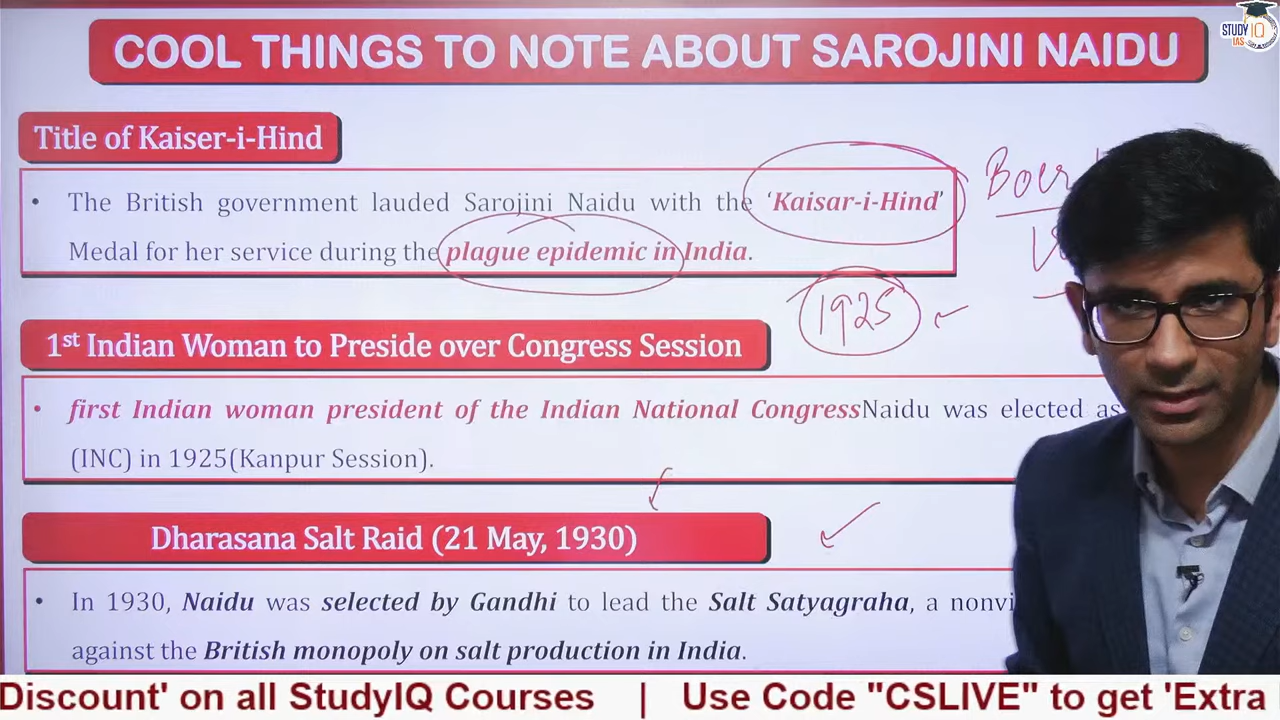 COOL THINGS TO NOTE ABOUT SAROJINI NAIDU
STUDY IQ
IAS
Title of Kaiser-i-Hind
• The British government lauded Sarojini Naidu with the ‘Kaisar-i-Hind’
Medal for her service during the plague epidemic in India.
Boer
1925
1st Indian Woman to Preside over Congress Session
• first Indian woman president of the Indian National CongressNaidu was elected as
(INC) in 1925(Kanpur Session).
Dharasana Salt Raid (21 May, 1930)
• In 1930, Naidu was selected by Gandhi to lead the Salt Satyagraha, a
against the British monopoly on salt production in India.
Discount' on all StudyIQ Courses | Use Code "CSLIVE" to get 'Extra